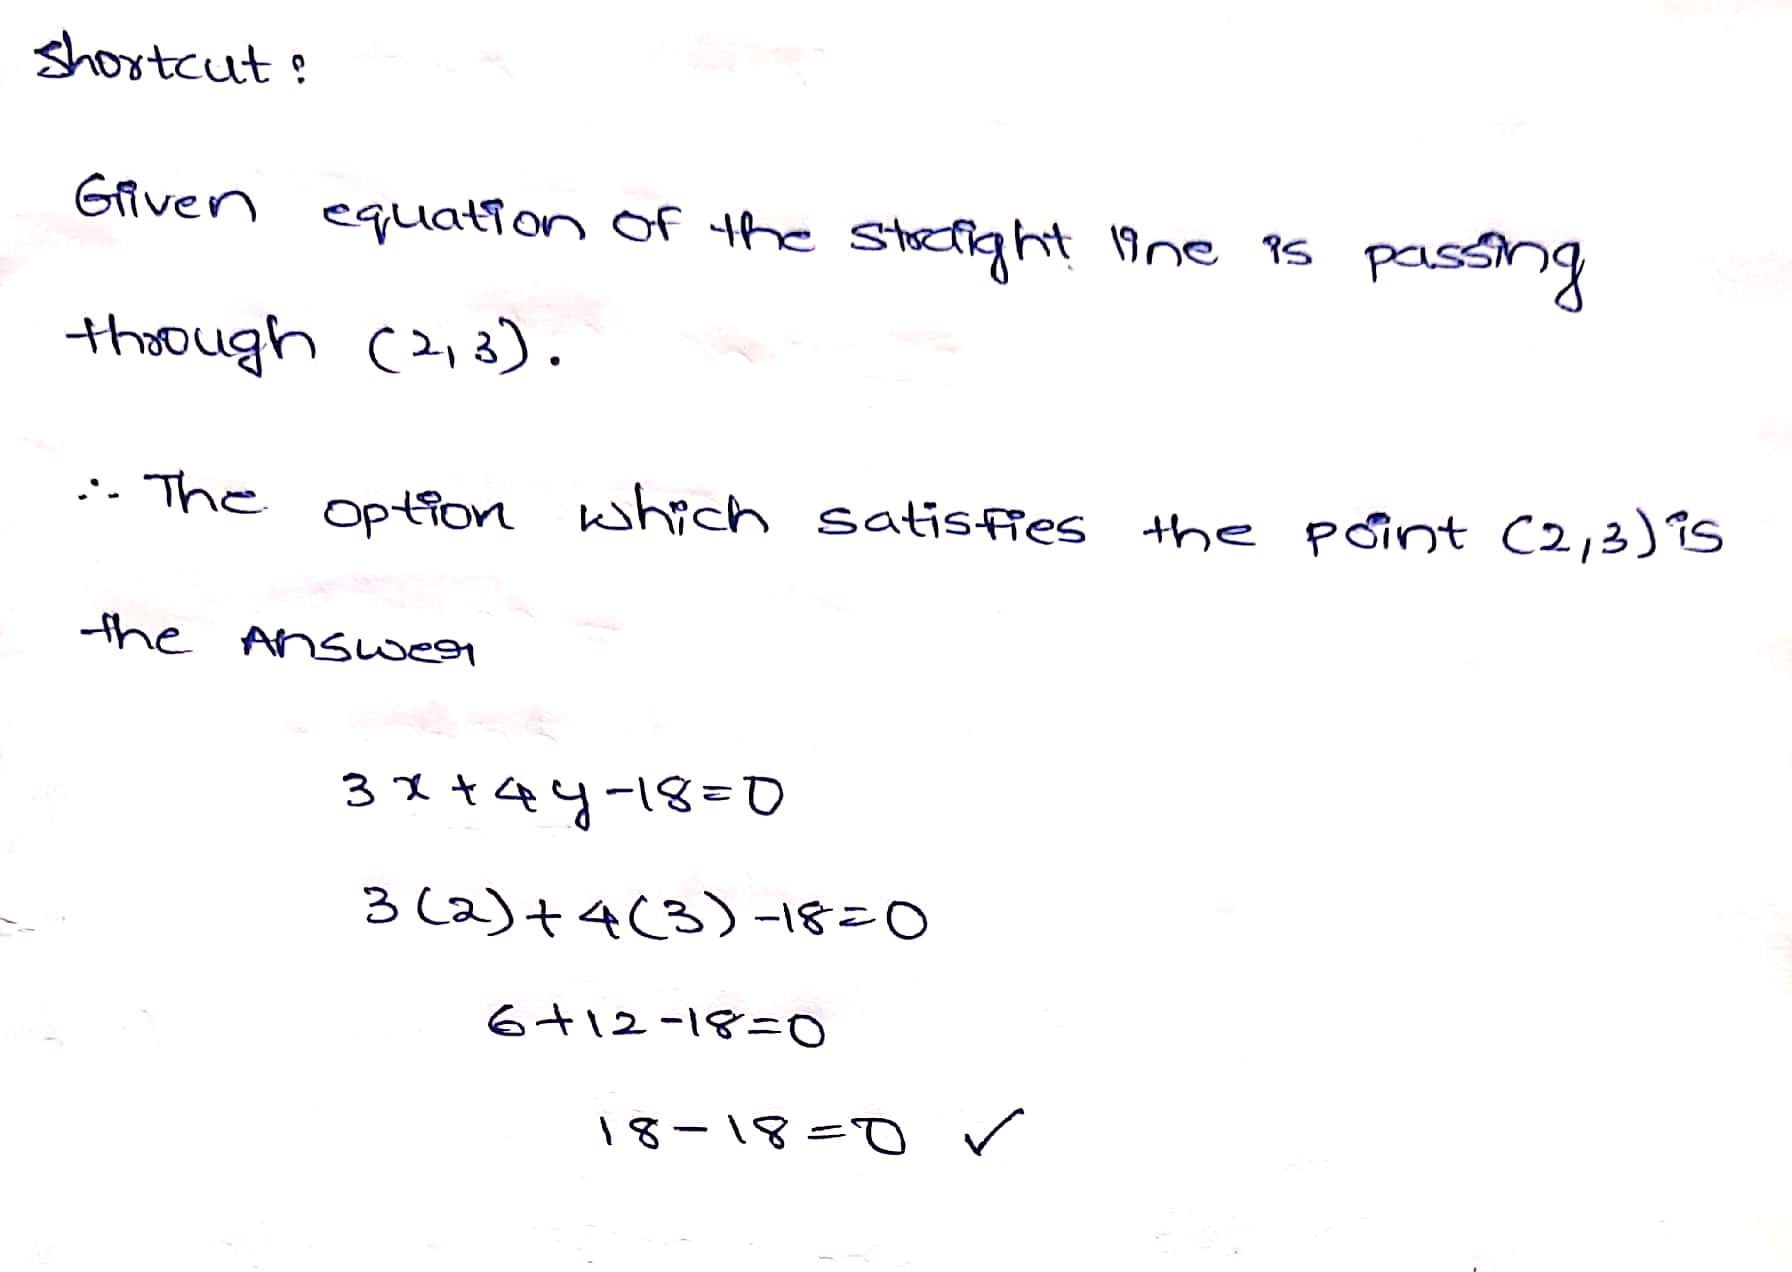 Shortcut :
Given equation of the straight line is passing
through (2,3).
∴ The option which satisfies the point (2,3) is
the Answer
3x+4y-18=0
3(2)+4(3)-18=0
6+12-18=0
18-18=0 ✓